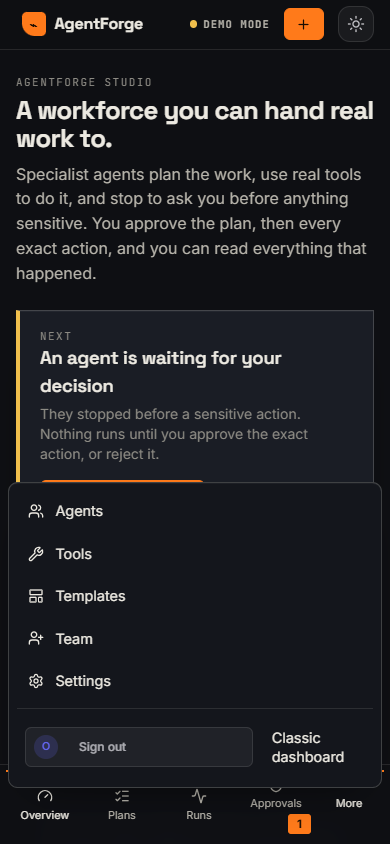 AgentForge
DEMO MODE
+
AGENTFORGE STUDIO
A workforce you can hand real
work to.
Specialist agents plan the work, use real tools
to do it, and stop to ask you before anything
sensitive. You approve the plan, then every
exact action, and you can read everything that
happened.
NEXT
An agent is waiting for your
decision
They stopped before a sensitive action.
Nothing runs until you approve the exact
action, or reject it.
Agents
Tools
Templates
Team
Settings
O
Sign out
Classic
dashboard
Overview
Plans
Runs
Approvals
More
1